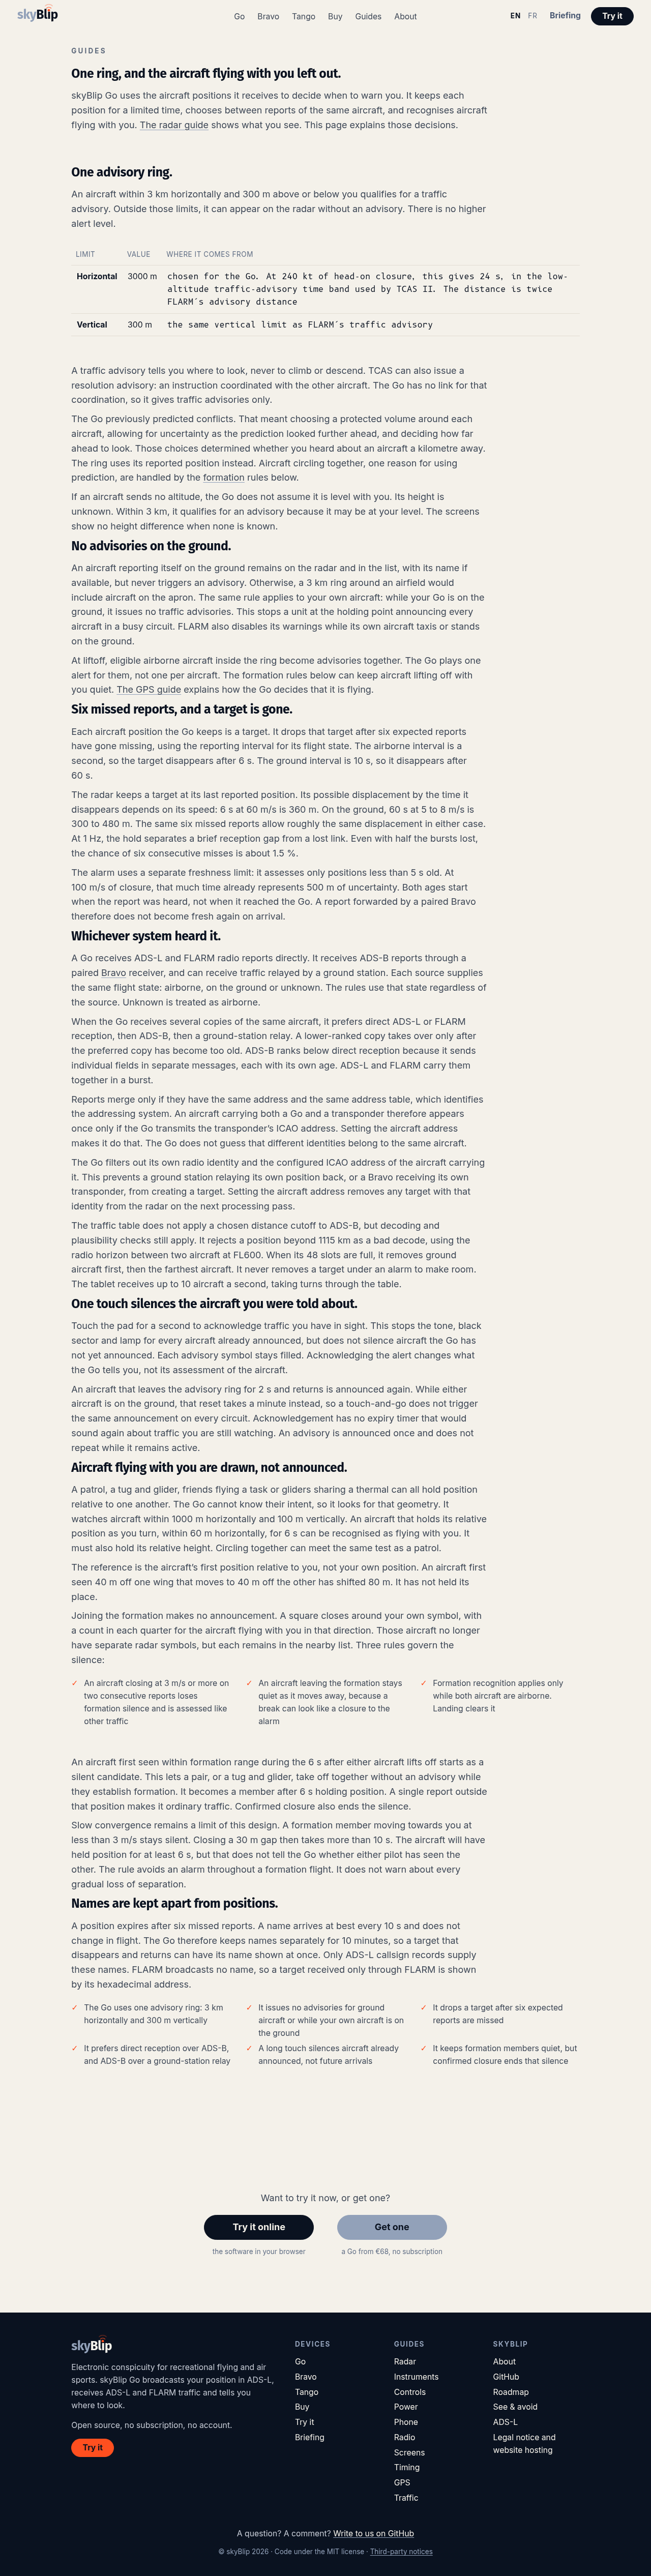 skyBlip
Go Bravo Tango Buy Guides About
EN FR Briefing Try it
GUIDES
One ring, and the aircraft flying with you left out.
skyBlip Go uses the aircraft positions it receives to decide when to warn you. It keeps each
position for a limited time, chooses between reports of the same aircraft, and recognises aircraft
flying with you. The radar guide shows what you see. This page explains those decisions.
One advisory ring.
An aircraft within 3 km horizontally and 300 m above or below you qualifies for a traffic
advisory. Outside those limits, it can appear on the radar without an advisory. There is no higher
alert level.
LIMIT VALUE WHERE IT COMES FROM
Horizontal 3000 m chosen for the Go. At 240 kt of head-on closure, this gives 24 s, in the low-
altitude traffic-advisory time band used by TCAS II. The distance is twice
FLARM's advisory distance
Vertical 300 m the same vertical limit as FLARM's traffic advisory
A traffic advisory tells you where to look, never to climb or descend. TCAS can also issue a
resolution advisory: an instruction coordinated with the other aircraft. The Go has no link for that
coordination, so it gives traffic advisories only.
The Go previously predicted conflicts. That meant choosing a protected volume around each
aircraft, allowing for uncertainty as the prediction looked further ahead, and deciding how far
ahead to look. Those choices determined whether you heard about an aircraft a kilometre away.
The ring uses its reported position instead. Aircraft circling together, one reason for using
prediction, are handled by the formation rules below.
If an aircraft sends no altitude, the Go does not assume it is level with you. Its height is
unknown. Within 3 km, it qualifies for an advisory because it may be at your level. The screens
show no height difference when none is known.
No advisories on the ground.
An aircraft reporting itself on the ground remains on the radar and in the list, with its name if
available, but never triggers an advisory. Otherwise, a 3 km ring around an airfield would
include aircraft on the apron. The same rule applies to your own aircraft: while your Go is on the
ground, it issues no traffic advisories. This stops a unit at the holding point announcing every
aircraft in a busy circuit. FLARM also disables its warnings while its own aircraft taxis or stands
on the ground.
At liftoff, eligible airborne aircraft inside the ring become advisories together. The Go plays one
alert for them, not one per aircraft. The formation rules below can keep aircraft lifting off with
you quiet. The GPS guide explains how the Go decides that it is flying.
Six missed reports, and a target is gone.
Each aircraft position the Go keeps is a target. It drops that target after six expected reports
have gone missing, using the reporting interval for its flight state. The airborne interval is a
second, so the target disappears after 6 s. The ground interval is 10 s, so it disappears after
60 s.
The radar keeps a target at its last reported position. Its possible displacement by the time it
disappears depends on its speed: 6 s at 60 m/s is 360 m. On the ground, 60 s at 5 to 8 m/s is
300 to 480 m. The same six missed reports allow roughly the same displacement in either case.
At 1 Hz, the hold separates a brief reception gap from a lost link. Even with half the bursts lost,
the chance of six consecutive misses is about 1.5 %.
The alarm uses a separate freshness limit: it assesses only positions less than 5 s old. At
100 m/s of closure, that much time already represents 500 m of uncertainty. Both ages start
when the report was heard, not when it reached the Go. A report forwarded by a paired Bravo
therefore does not become fresh again on arrival.
Whichever system heard it.
A Go receives ADS-L and FLARM radio reports directly. It receives ADS-B reports through a
paired Bravo receiver, and can receive traffic relayed by a ground station. Each source supplies
the same flight state: airborne, on the ground or unknown. The rules use that state regardless of
the source. Unknown is treated as airborne.
When the Go receives several copies of the same aircraft, it prefers direct ADS-L or FLARM
reception, then ADS-B, then a ground-station relay. A lower-ranked copy takes over only after
the preferred copy has become too old. ADS-B ranks below direct reception because it sends
individual fields in separate messages, each with its own age. ADS-L and FLARM carry them
together in a burst.
Reports merge only if they have the same address and the same address table, which identifies
the addressing system. An aircraft carrying both a Go and a transponder therefore appears
once only if the Go transmits the transponder's ICAO address. Setting the aircraft address
makes it do that. The Go does not guess that different identities belong to the same aircraft.
The Go filters out its own radio identity and the configured ICAO address of the aircraft carrying
it. This prevents a ground station relaying its own position back, or a Bravo receiving its own
transponder, from creating a target. Setting the aircraft address removes any target with that
identity from the radar on the next processing pass.
The traffic table does not apply a chosen distance cutoff to ADS-B, but decoding and
plausibility checks still apply. It rejects a position beyond 1115 km as a bad decode, using the
radio horizon between two aircraft at FL600. When its 48 slots are full, it removes ground
aircraft first, then the farthest aircraft. It never removes a target under an alarm to make room.
The tablet receives up to 10 aircraft a second, taking turns through the table.
One touch silences the aircraft you were told about.
Touch the pad for a second to acknowledge traffic you have in sight. This stops the tone, black
sector and lamp for every aircraft already announced, but does not silence aircraft the Go has
not yet announced. Each advisory symbol stays filled. Acknowledging the alert changes what
the Go tells you, not its assessment of the aircraft.
An aircraft that leaves the advisory ring for 2 s and returns is announced again. While either
aircraft is on the ground, that reset takes a minute instead, so a touch-and-go does not trigger
the same announcement on every circuit. Acknowledgement has no expiry timer that would
sound again about traffic you are still watching. An advisory is announced once and does not
repeat while it remains active.
Aircraft flying with you are drawn, not announced.
A patrol, a tug and glider, friends flying a task or gliders sharing a thermal can all hold position
relative to one another. The Go cannot know their intent, so it looks for that geometry. It
watches aircraft within 1000 m horizontally and 100 m vertically. An aircraft that holds its relative
position as you turn, within 60 m horizontally, for 6 s can be recognised as flying with you. It
must also hold its relative height. Circling together can meet the same test as a patrol.
The reference is the aircraft's first position relative to you, not your own position. An aircraft first
seen 40 m off one wing that moves to 40 m off the other has shifted 80 m. It has not held its
place.
Joining the formation makes no announcement. A square closes around your own symbol, with
a count in each quarter for the aircraft flying with you in that direction. Those aircraft no longer
have separate radar symbols, but each remains in the nearby list. Three rules govern the
silence:
✓ An aircraft closing at 3 m/s or more on
two consecutive reports loses
formation silence and is assessed like
other traffic
✓ An aircraft leaving the formation stays
quiet as it moves away, because a
break can look like a closure to the
alarm
✓ Formation recognition applies only
while both aircraft are airborne.
Landing clears it
An aircraft first seen within formation range during the 6 s after either aircraft lifts off starts as a
silent candidate. This lets a pair, or a tug and glider, take off together without an advisory while
they establish formation. It becomes a member after 6 s holding position. A single report outside
that position makes it ordinary traffic. Confirmed closure also ends the silence.
Slow convergence remains a limit of this design. A formation member moving towards you at
less than 3 m/s stays silent. Closing a 30 m gap then takes more than 10 s. The aircraft will have
held position for at least 6 s, but that does not tell the Go whether either pilot has seen the
other. The rule avoids an alarm throughout a formation flight. It does not warn about every
gradual loss of separation.
Names are kept apart from positions.
A position expires after six missed reports. A name arrives at best every 10 s and does not
change in flight. The Go therefore keeps names separately for 10 minutes, so a target that
disappears and returns can have its name shown at once. Only ADS-L callsign records supply
these names. FLARM broadcasts no name, so a target received only through FLARM is shown
by its hexadecimal address.
✓ The Go uses one advisory ring: 3 km
horizontally and 300 m vertically
✓ It issues no advisories for ground
aircraft or while your own aircraft is on
the ground
✓ It drops a target after six expected
reports are missed
✓ It prefers direct reception over ADS-B,
and ADS-B over a ground-station relay
✓ A long touch silences aircraft already
announced, not future arrivals
✓ It keeps formation members quiet, but
confirmed closure ends that silence
Want to try it now, or get one?
Try it online
the software in your browser
Get one
a Go from €68, no subscription
skyBlip
Electronic conspicuity for recreational flying and air
sports. skyBlip Go broadcasts your position in ADS-L,
receives ADS-L and FLARM traffic and tells you
where to look.
Open source, no subscription, no account.
Try it
DEVICES
Go
Bravo
Tango
Buy
Try it
Briefing
GUIDES
Radar
Instruments
Controls
Power
Phone
Radio
Screens
Timing
GPS
Traffic
SKYBLIP
About
GitHub
Roadmap
See & avoid
ADS-L
Legal notice and
website hosting
A question? A comment? Write to us on GitHub
© skyBlip 2026 · Code under the MIT license · Third-party notices